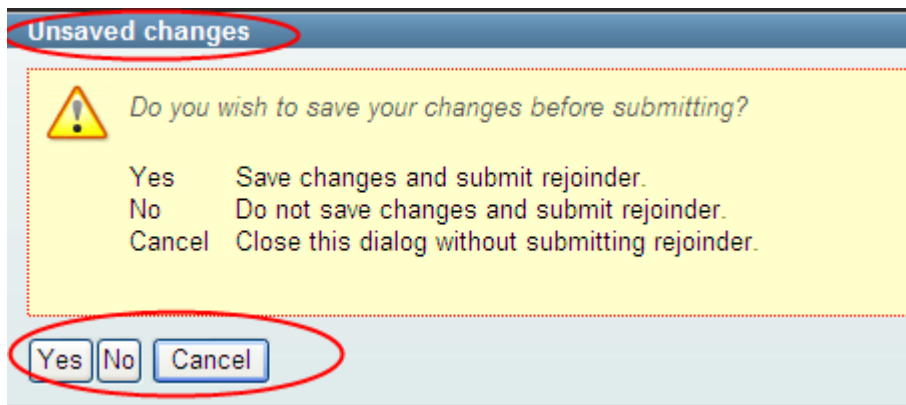 Unsaved changes
Do you wish to save your changes before submitting?
Yes Save changes and submit rejoinder.
No Do not save changes and submit rejoinder.
Cancel Close this dialog without submitting rejoinder.
Yes No Cancel